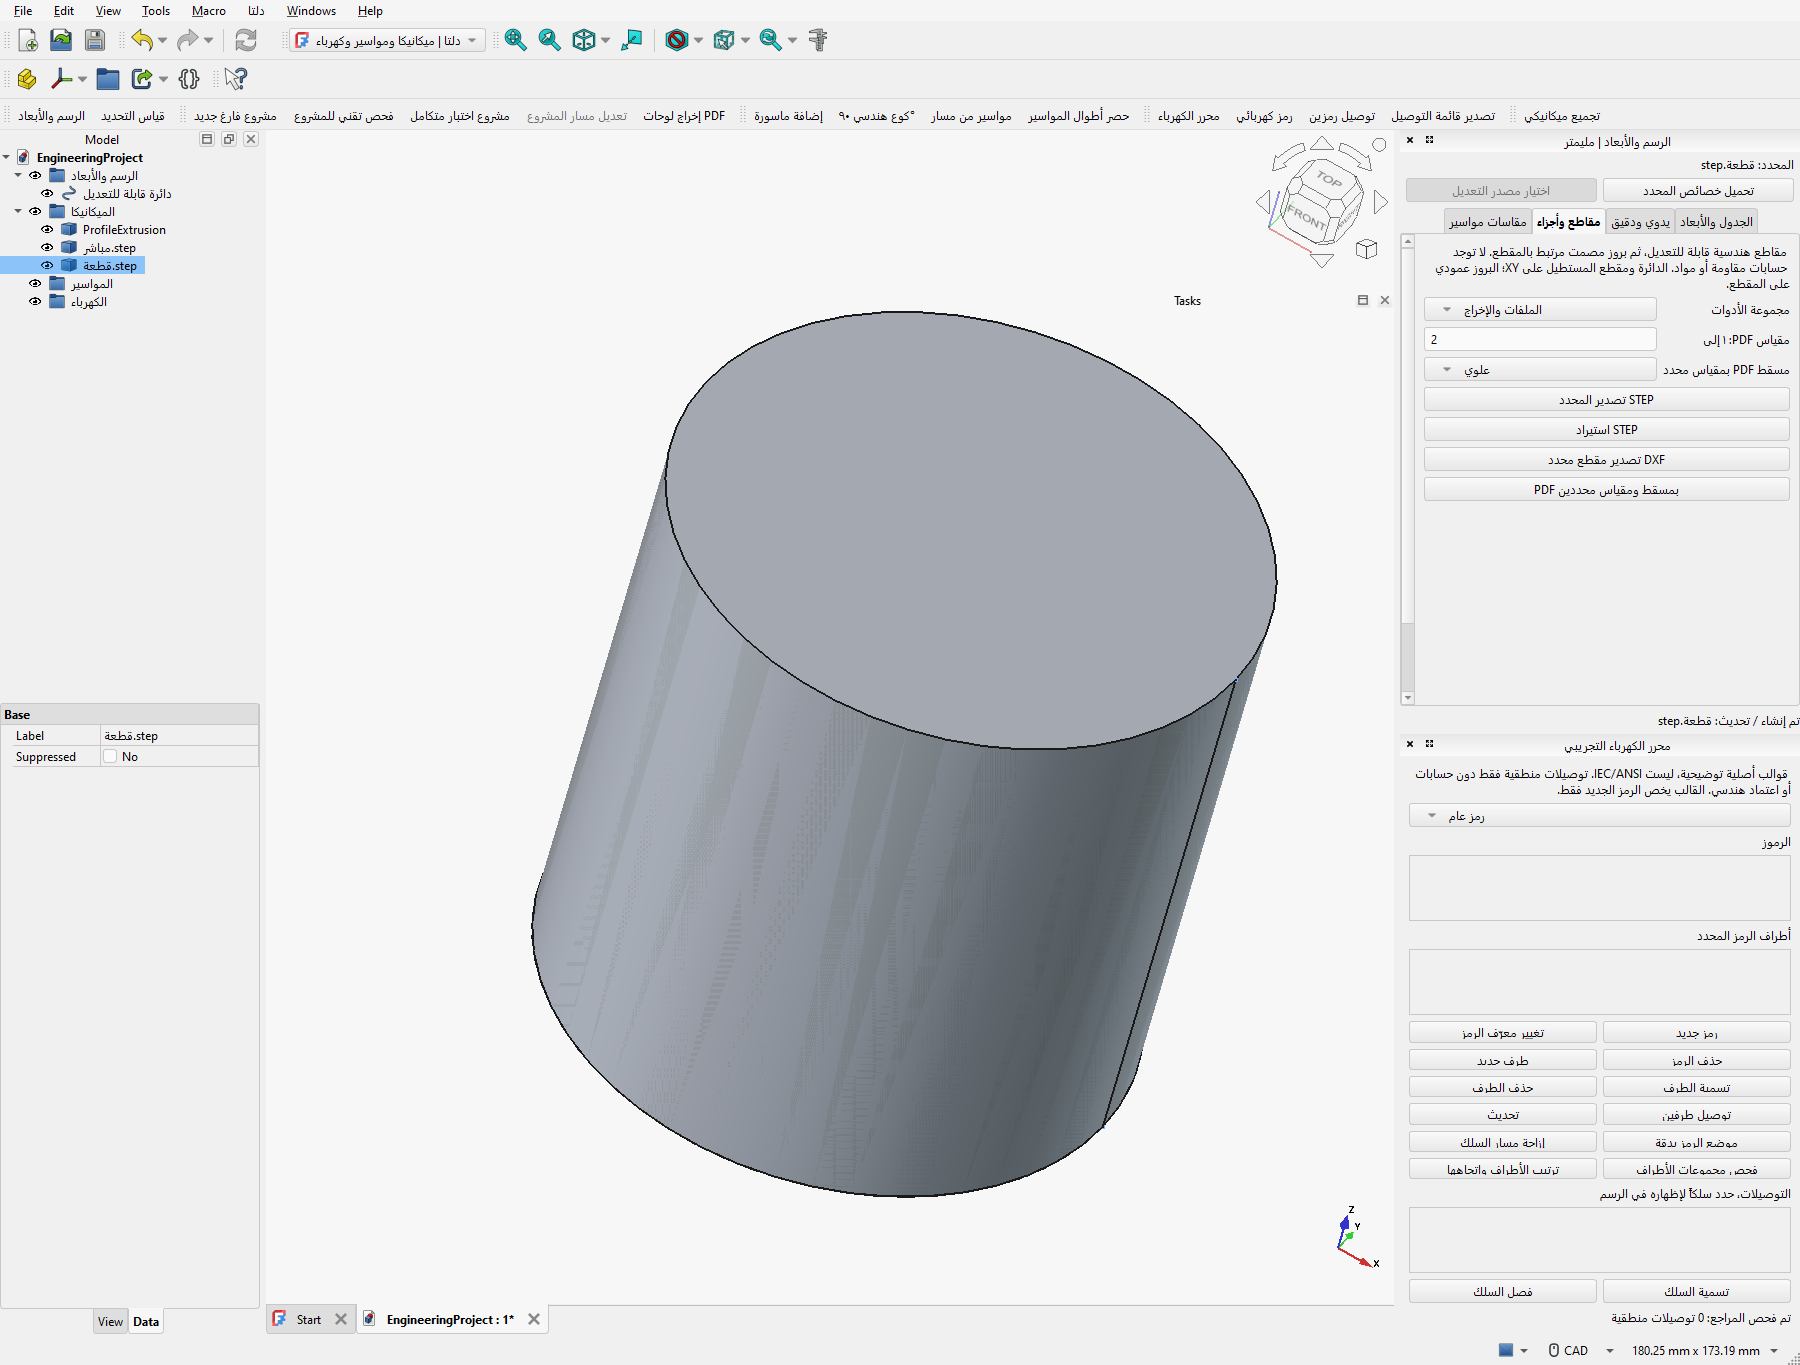 File Edit View Tools Macro دلتا Windows Help
دلتا | ميكانيكا ومواسير وكهرباء
الرسم والأبعاد قياس التحديد مشروع فارغ جديد فحص تقني للمشروع مشروع اختبار متكامل تعديل مسار المشروع إخراج لوحات PDF إضافة ماسورة كوع هندسي ٩٠° مواسير من مسار حصر أطوال المواسير محرر الكهرباء رمز كهربائي توصيل رمزين تصدير قائمة التوصيل تجميع ميكانيكي
Model
EngineeringProject
الرسم والأبعاد
دائرة قابلة للتعديل
الميكانيكا
ProfileExtrusion
مباشر.step
قطعة.step
المواسير
الكهرباء
Base
Label قطعة.step
Suppressed No
View Data
TOP
FRONT
Tasks
Z
Y
X
Start EngineeringProject : 1*
الرسم والأبعاد | مليمتر
المحدد: قطعة.step
تحميل خصائص المحدد
اختيار مصدر التعديل
الجدول والأبعاد يدوي ودقيق مقاطع وأجزاء مقاسات مواسير
مقاطع هندسية قابلة للتعديل، ثم بروز مصمت مرتبط بالمقطع. لا توجد
حسابات مقاومة أو مواد. الدائرة ومقطع المستطيل على XY؛ البروز عمودي
على المقطع.
مجموعة الأدوات الملفات والإخراج
مقياس PDF:١ إلى 2
مسقط PDF بمقياس محدد علوي
تصدير المحدد STEP
استيراد STEP
تصدير مقطع محدد DXF
PDF بمسقط ومقياس محددين
تم إنشاء / تحديث: قطعة.step
محرر الكهرباء التجريبي
قوالب أصلية توضيحية، ليست IEC/ANSI. توصيلات منطقية فقط دون حسابات
أو اعتماد هندسي. القالب يخص الرمز الجديد فقط.
رمز عام
الرموز
أطراف الرمز المحدد
رمز جديد تغيير معرّف الرمز
حذف الرمز طرف جديد
تسمية الطرف حذف الطرف
توصيل طرفين تحديث
موضع الرمز بدقة إزاحة مسار السلك
فحص مجموعات الأطراف ترتيب الأطراف واتجاهها
التوصيلات، حدد سلكاً لإظهاره في الرسم
تسمية السلك فصل السلك
تم فحص المراجع: 0 توصيلات منطقية
CAD 180.25 mm x 173.19 mm